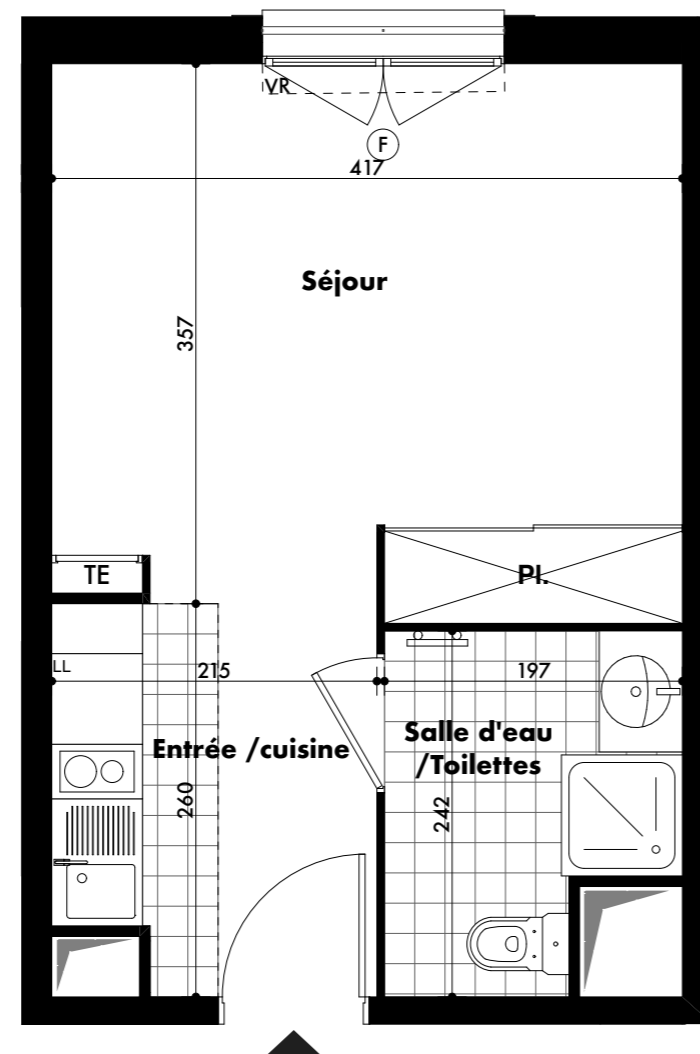 VR
F
417
Séjour
357
TE
Pl.
LL
215
197
Entrée /cuisine
Salle d'eau
/Toilettes
260
242